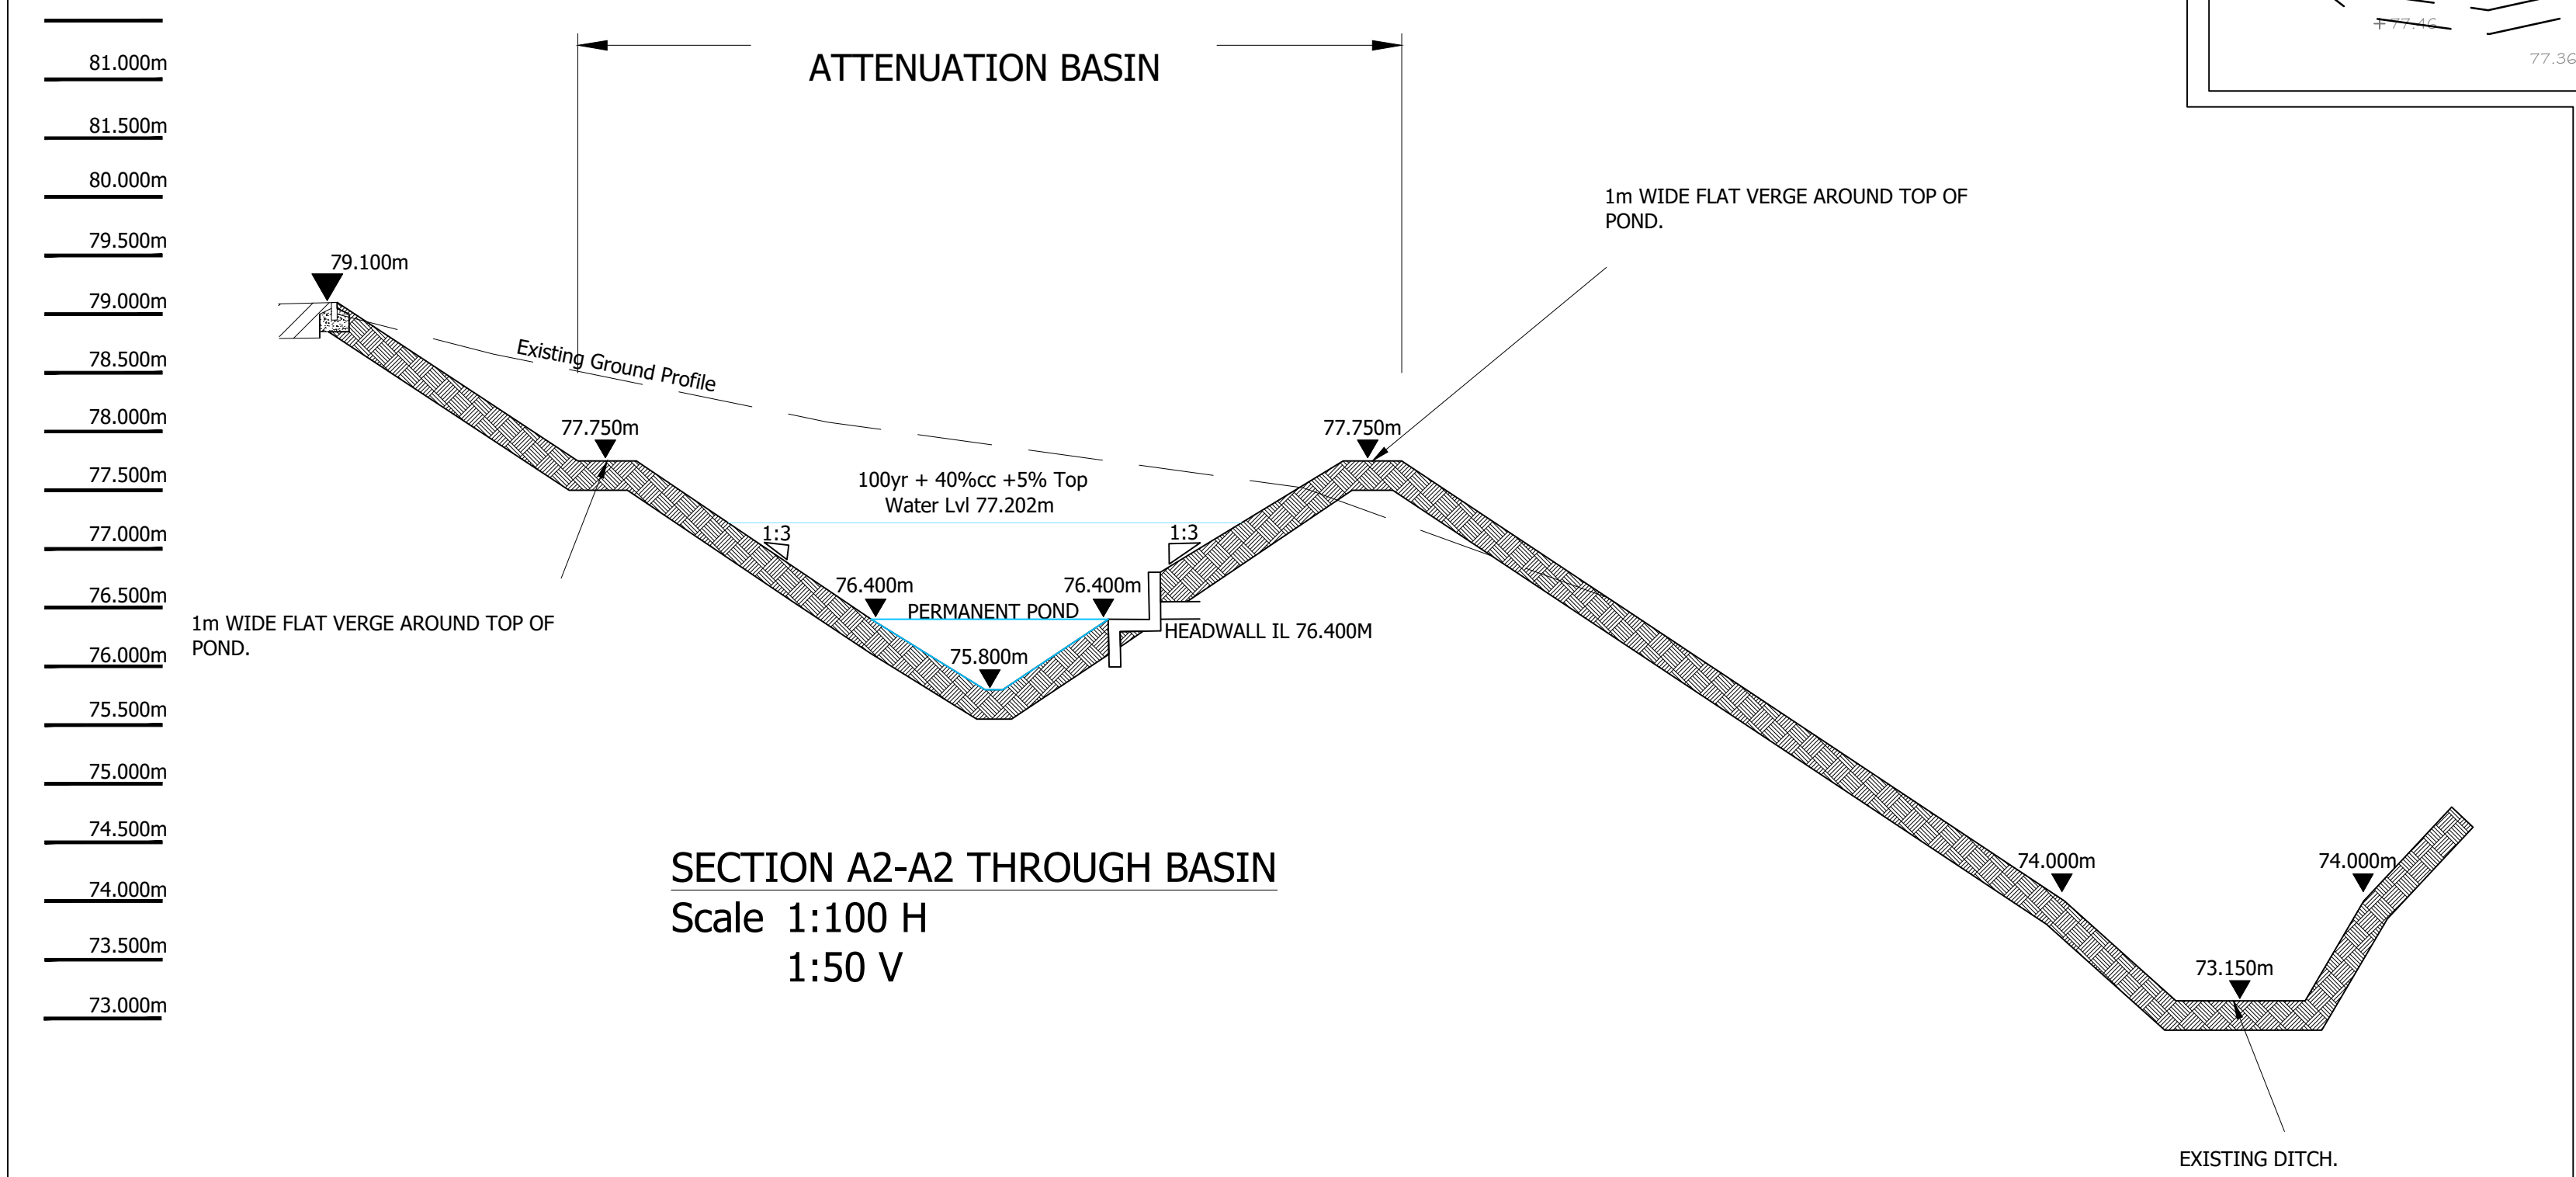 81.000m
81.500m
80.000m
79.500m
79.000m
78.500m
78.000m
77.500m
77.000m
76.500m
76.000m
75.500m
75.000m
74.500m
74.000m
73.500m
73.000m
ATTENUATION BASIN
+77.46
77.36
1m WIDE FLAT VERGE AROUND TOP OF
POND.
79.100m
Existing Ground Profile
77.750m
77.750m
100yr + 40%cc +5% Top
Water Lvl 77.202m
1:3
1:3
76.400m
76.400m
PERMANENT POND
HEADWALL IL 76.400M
75.800m
1m WIDE FLAT VERGE AROUND TOP OF
POND.
SECTION A2-A2 THROUGH BASIN
Scale 1:100 H
1:50 V
74.000m
74.000m
73.150m
EXISTING DITCH.